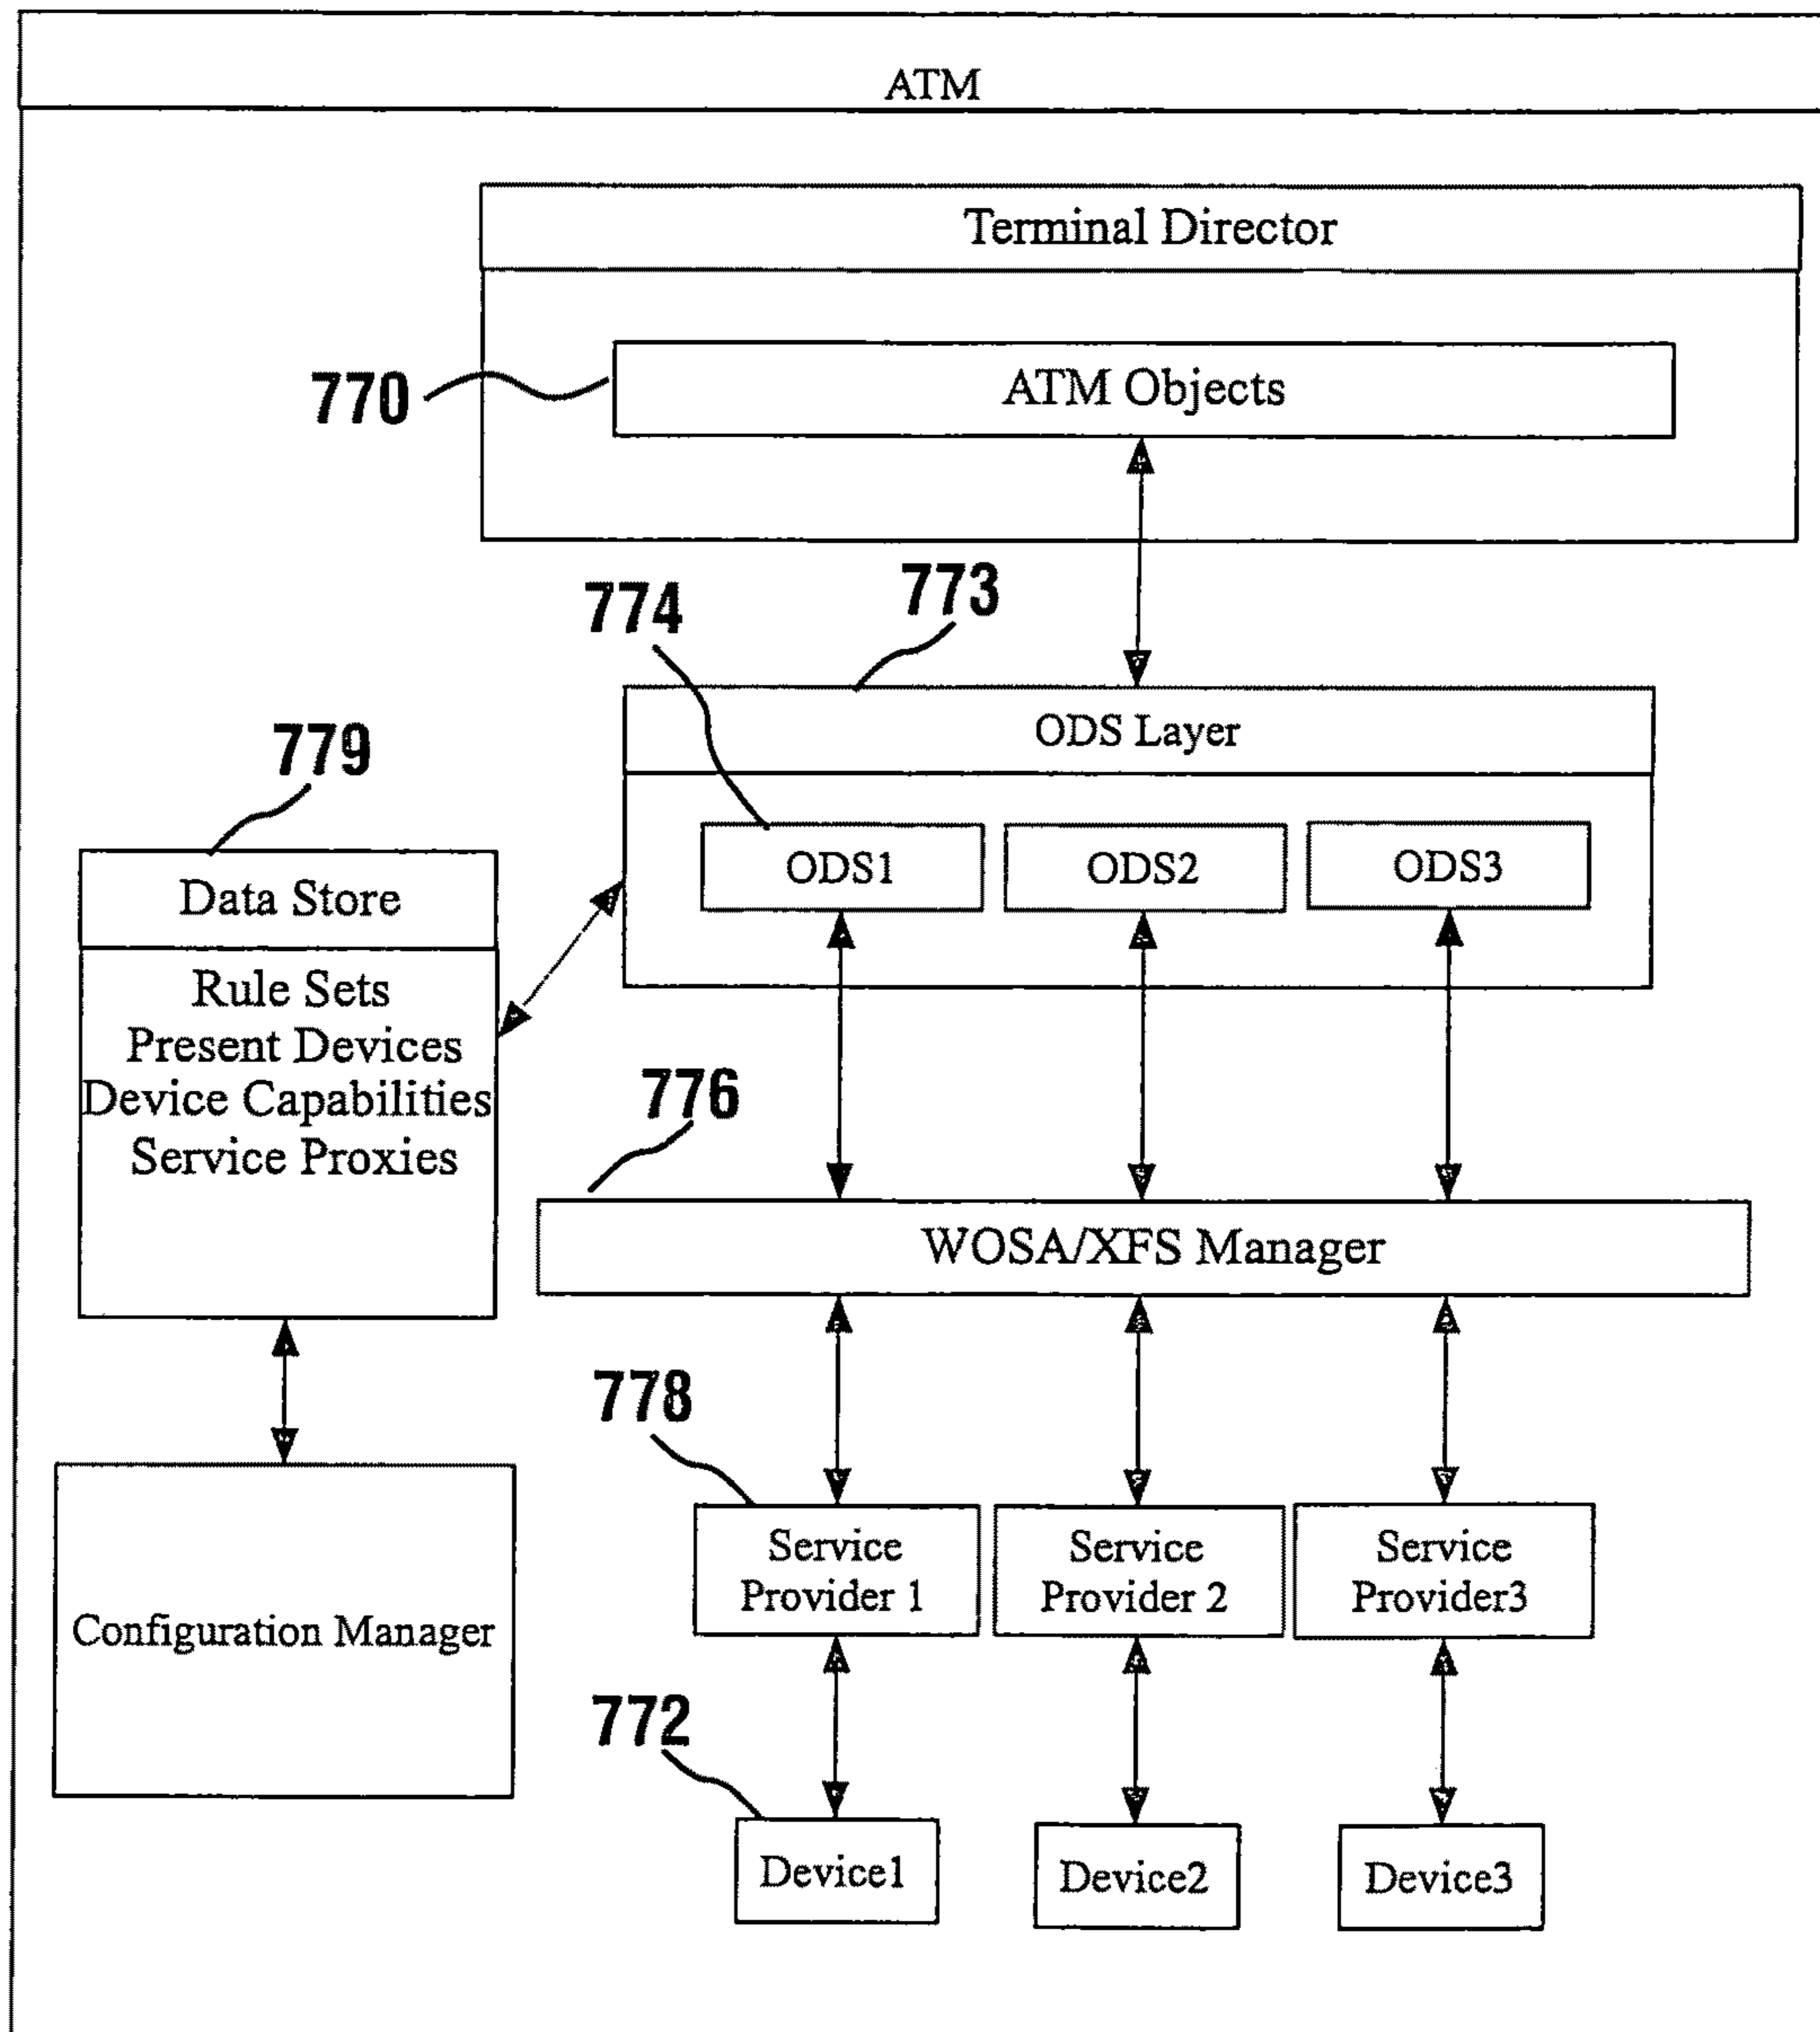 ATM
Terminal Director
770
ATM Objects
774
773
ODS Layer
779
ODS1
ODS2
ODS3
Data Store
Rule Sets
Present Devices
Device Capabilities
Service Proxies
776
WOSA/XFS Manager
778
Service
Provider 1
Service
Provider 2
Service
Provider3
Configuration Manager
772
Device1
Device2
Device3